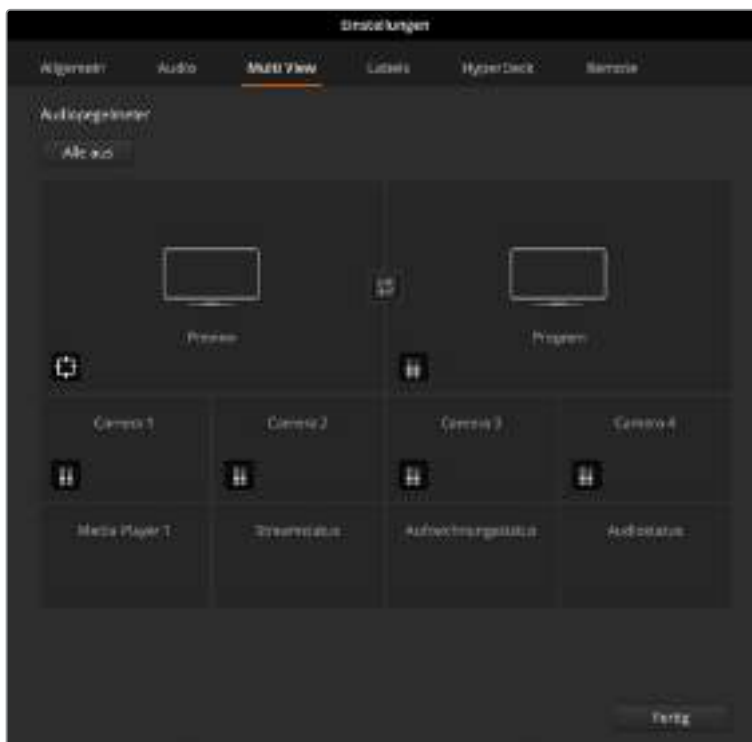 Einstellungen
Allgemein Audio Multi View Labels HyperDeck Remote
Audiopegelmeter
Alle aus
Preview Program
Camera 1 Camera 2 Camera 3 Camera 4
Media Player 1 Streamstatus Aufzeichnungsstatus Audiostatus
Fertig